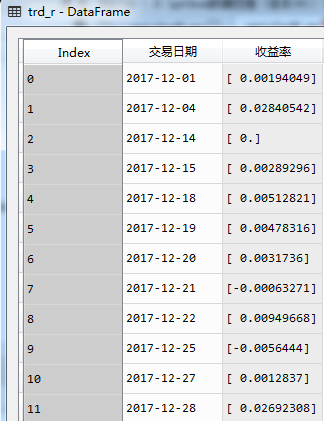 trd_r - DataFrame
Index 交易日期 收益率
0 2017-12-01 [ 0.00194049]
1 2017-12-04 [ 0.02840542]
2 2017-12-14 [ 0.]
3 2017-12-15 [ 0.00289296]
4 2017-12-18 [ 0.00512821]
5 2017-12-19 [ 0.00478316]
6 2017-12-20 [ 0.0031736]
7 2017-12-21 [-0.00063271]
8 2017-12-22 [ 0.00949668]
9 2017-12-25 [-0.0056444]
10 2017-12-27 [ 0.0012837]
11 2017-12-28 [ 0.02692308]